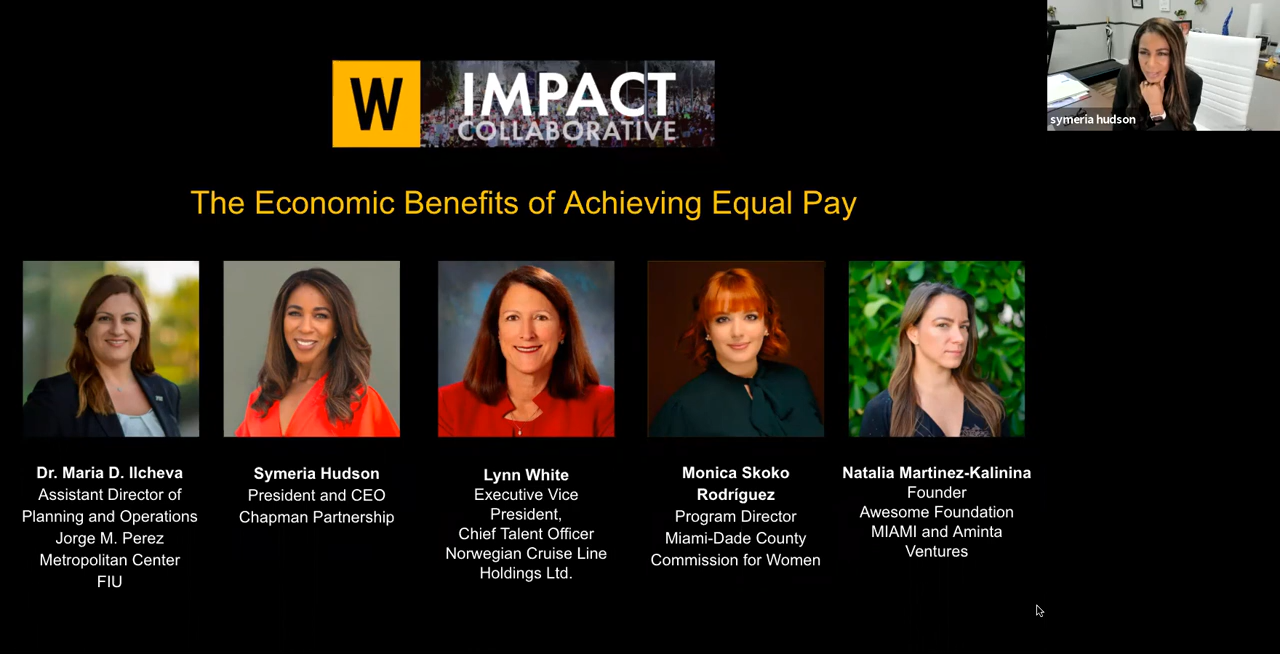 W IMPACT
COLLABORATIVE
symeria hudson
The Economic Benefits of Achieving Equal Pay
Dr. Maria D. Ilcheva
Assistant Director of
Planning and Operations
Jorge M. Perez
Metropolitan Center
FIU
Symeria Hudson
President and CEO
Chapman Partnership
Lynn White
Executive Vice
President,
Chief Talent Officer
Norwegian Cruise Line
Holdings Ltd.
Monica Skoko
Rodríguez
Program Director
Miami-Dade County
Commission for Women
Natalia Martinez-Kalinina
Founder
Awesome Foundation
MIAMI and Aminta
Ventures